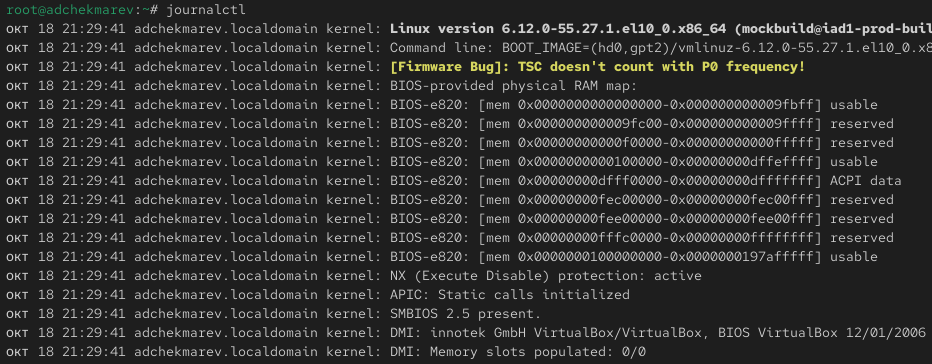 root@adchekmarev:~# journalctl
окт 18 21:29:41 adchekmarev.localdomain kernel: Linux version 6.12.0-55.27.1.el10_0.x86_64 (mockbuild@iad1-prod-buil
окт 18 21:29:41 adchekmarev.localdomain kernel: Command line: BOOT_IMAGE=(hd0,gpt2)/vmlinuz-6.12.0-55.27.1.el10_0.x8
окт 18 21:29:41 adchekmarev.localdomain kernel: [Firmware Bug]: TSC doesn't count with P0 frequency!
окт 18 21:29:41 adchekmarev.localdomain kernel: BIOS-provided physical RAM map:
окт 18 21:29:41 adchekmarev.localdomain kernel: BIOS-e820: [mem 0x0000000000000000-0x000000000009fbff] usable
окт 18 21:29:41 adchekmarev.localdomain kernel: BIOS-e820: [mem 0x000000000009fc00-0x000000000009ffff] reserved
окт 18 21:29:41 adchekmarev.localdomain kernel: BIOS-e820: [mem 0x00000000000f0000-0x00000000000fffff] reserved
окт 18 21:29:41 adchekmarev.localdomain kernel: BIOS-e820: [mem 0x0000000000100000-0x00000000dffeffff] usable
окт 18 21:29:41 adchekmarev.localdomain kernel: BIOS-e820: [mem 0x00000000dfff0000-0x00000000dfffffff] ACPI data
окт 18 21:29:41 adchekmarev.localdomain kernel: BIOS-e820: [mem 0x00000000fec00000-0x00000000fec00fff] reserved
окт 18 21:29:41 adchekmarev.localdomain kernel: BIOS-e820: [mem 0x00000000fee00000-0x00000000fee00fff] reserved
окт 18 21:29:41 adchekmarev.localdomain kernel: BIOS-e820: [mem 0x00000000fffc0000-0x00000000ffffffff] reserved
окт 18 21:29:41 adchekmarev.localdomain kernel: BIOS-e820: [mem 0x0000000100000000-0x0000000197afffff] usable
окт 18 21:29:41 adchekmarev.localdomain kernel: NX (Execute Disable) protection: active
окт 18 21:29:41 adchekmarev.localdomain kernel: APIC: Static calls initialized
окт 18 21:29:41 adchekmarev.localdomain kernel: SMBIOS 2.5 present.
окт 18 21:29:41 adchekmarev.localdomain kernel: DMI: innotek GmbH VirtualBox/VirtualBox, BIOS VirtualBox 12/01/2006
окт 18 21:29:41 adchekmarev.localdomain kernel: DMI: Memory slots populated: 0/0